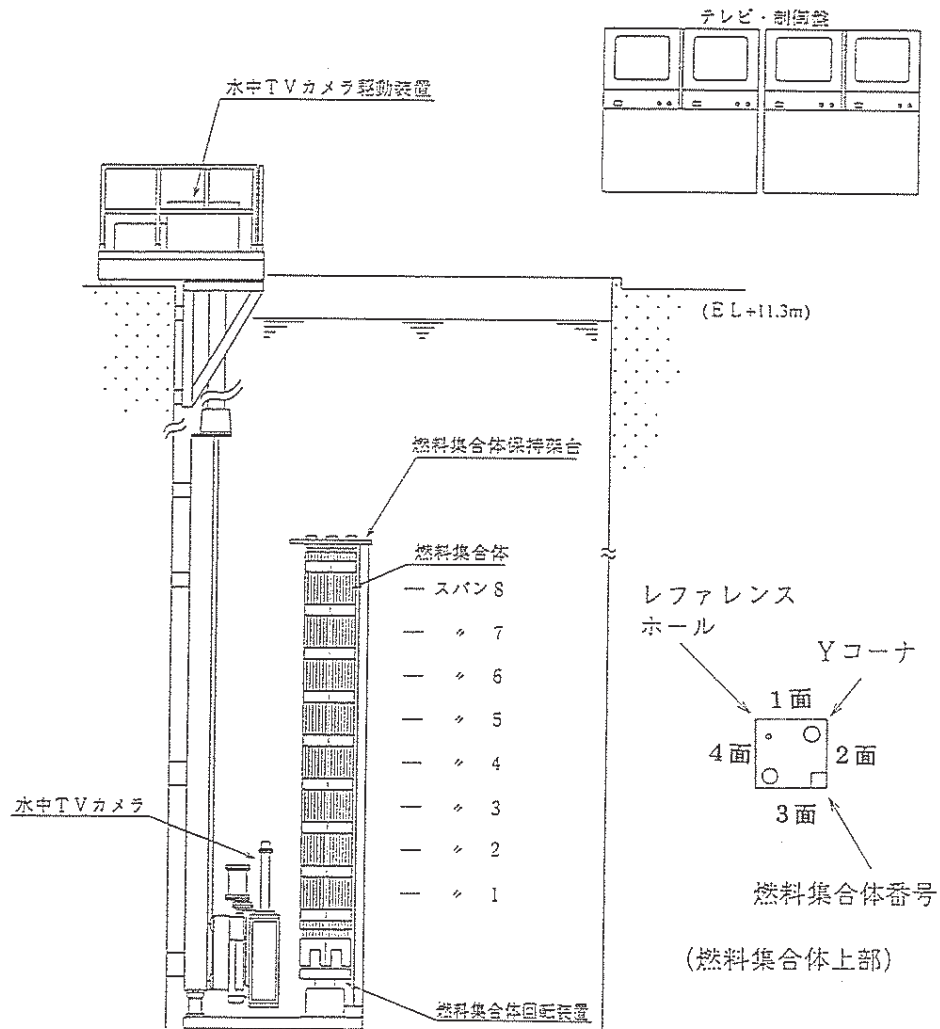 テレビ・制御盤
水中TVカメラ駆動装置
(EL+11.3m)
燃料集合体保持架台
燃料集合体
— スパン 8
— 〃 7
— 〃 6
— 〃 5
— 〃 4
— 〃 3
— 〃 2
— 〃 1
水中TVカメラ
燃料集合体回転装置
レファレンス
ホール
Yコーナ
1面
4面
2面
3面
燃料集合体番号
(燃料集合体上部)